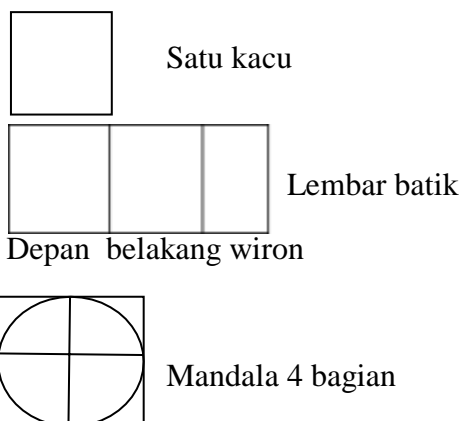 Satu kacu
Lembar batik
Depan belakang wiron
Mandala 4 bagian